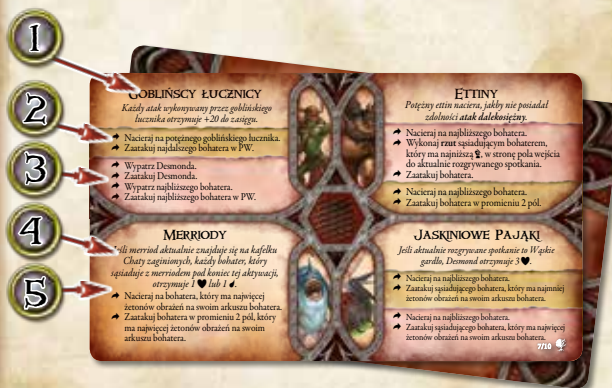 1
2
3
4
5
GOBLIŃSCY ŁUCZNICY
Każdy atak wykonywany przez goblińskiego
łucznika otrzymuje +20 do zasięgu.
Nacieraj na potężnego goblińskiego łucznika.
Zaatakuj najdalszego bohatera w PW.
Wypatrz Desmonda.
Zaatakuj Desmonda.
Wypatrz najbliższego bohatera.
Zaatakuj najbliższego bohatera w PW.
ETTINY
Potężny ettin naciera, jakby nie posiadał
zdolności atak dalekosiężny.
Nacieraj na najbliższego bohatera.
Wykonaj rzut sąsiadującym bohaterem,
który ma najniższą , w stronę pola wejścia
do aktualnie rozgrywanego spotkania.
Zaatakuj bohatera.
Nacieraj na najbliższego bohatera.
Zaatakuj bohatera w promieniu 2 pól.
MERRIODY
Jeśli merriod aktualnie znajduje się na kafelku
Chaty zaginionych, każdy bohater, który
sąsiaduje z merriodem pod koniec tej aktywacji,
otrzymuje 1 lub 1 .
Nacieraj na bohatera, który ma najwięcej
żetonów obrażeń na swoim arkuszu bohatera.
Zaatakuj bohatera w promieniu 2 pól, który
ma najwięcej żetonów obrażeń na swoim
arkuszu bohatera.
JASKINIOWE PAJĄKI
Jeśli aktualnie rozgrywane spotkanie to Wąskie
gardło, Desmond otrzymuje 3 .
Nacieraj na najbliższego bohatera.
Zaatakuj sąsiadującego bohatera, który ma najmniej
żetonów obrażeń na swoim arkuszu bohatera.
Nacieraj na najbliższego bohatera.
Zaatakuj sąsiadującego bohatera, który ma najwięcej
żetonów obrażeń na swoim arkuszu bohatera.
7/10